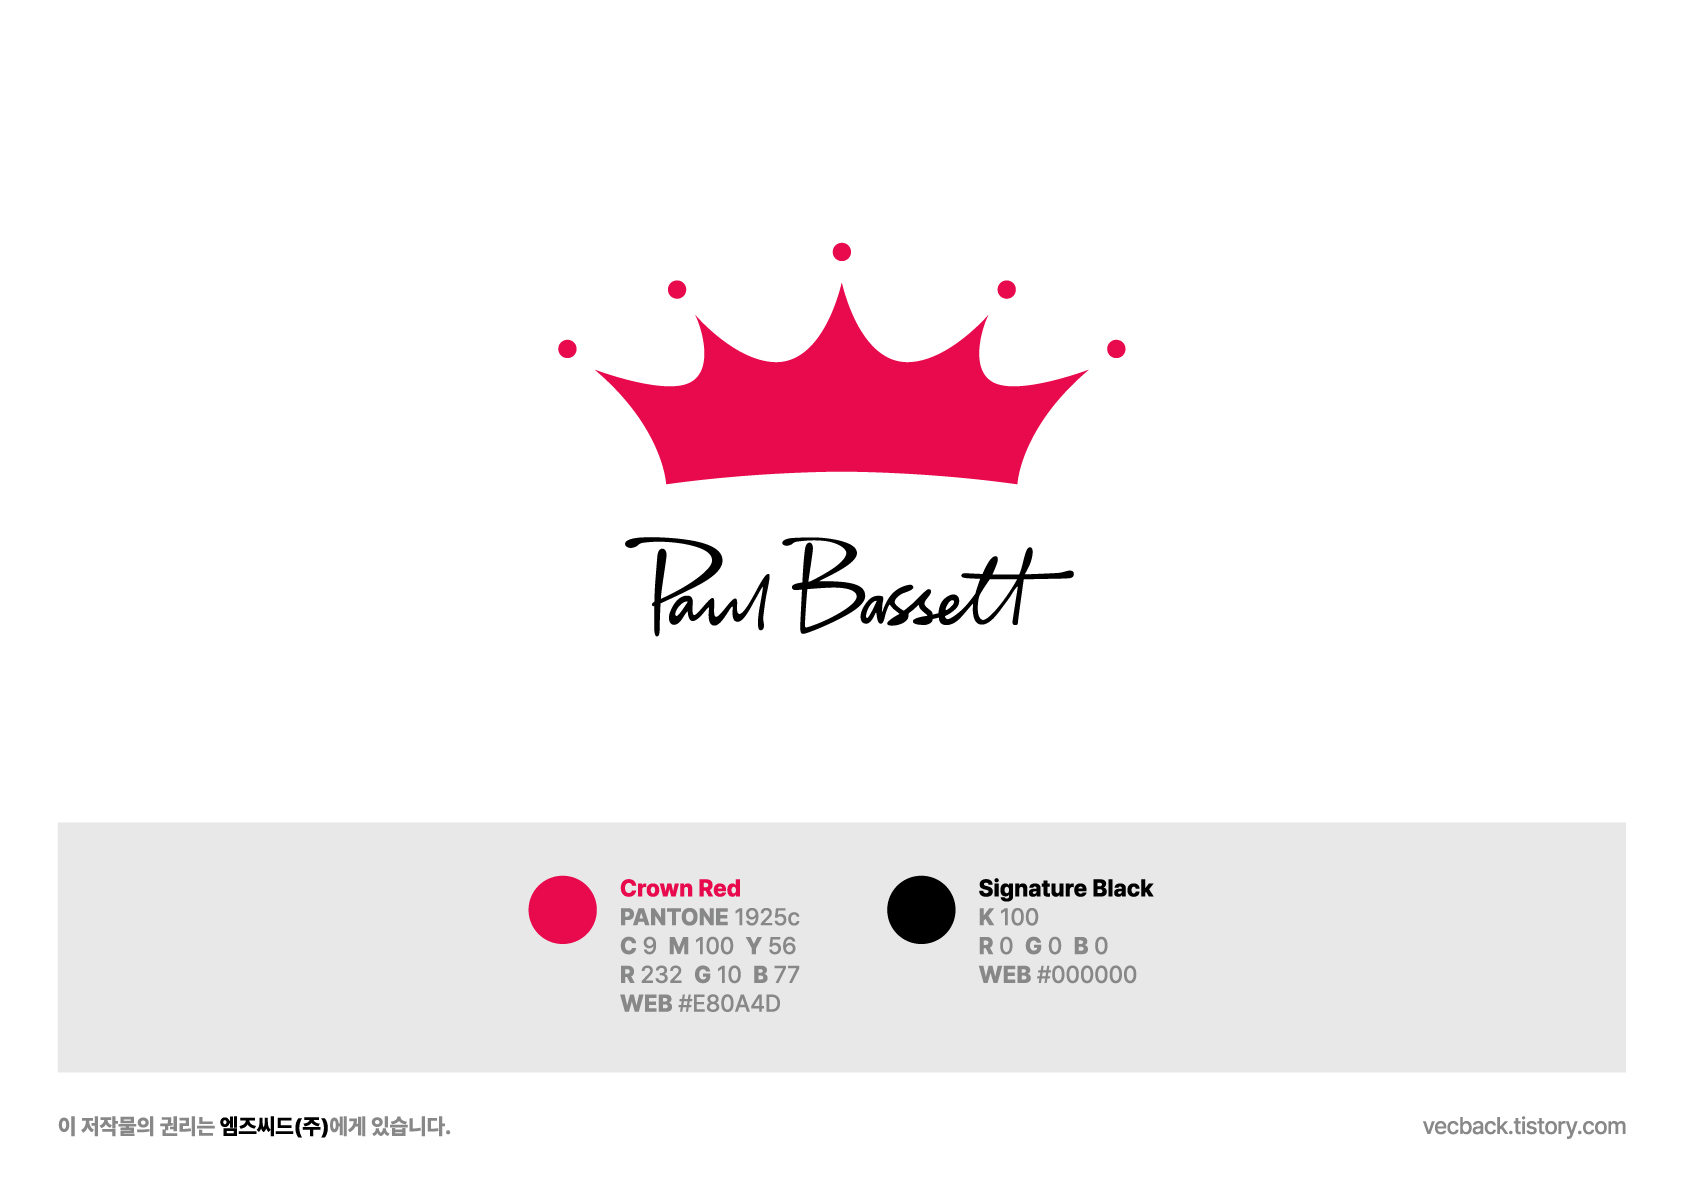 Paul Bassett
Crown Red
PANTONE 1925c
C 9 M 100 Y 56
R 232 G 10 B 77
WEB #E80A4D
Signature Black
K 100
R 0 G 0 B 0
WEB #000000
이 저작물의 권리는 엠즈씨드(주)에게 있습니다.
vecback.tistory.com